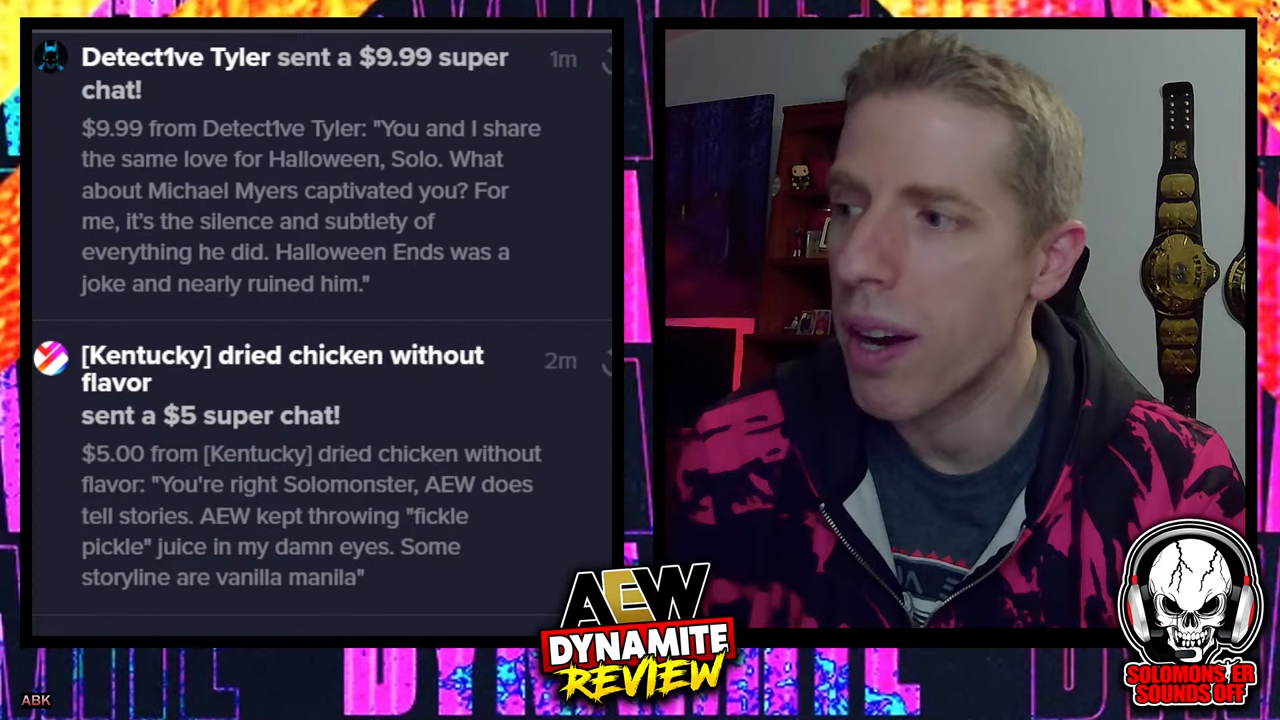 Detect1ve Tyler sent a $9.99 super
chat!
1m
$9.99 from Detect1ve Tyler: "You and I share
the same love for Halloween, Solo. What
about Michael Myers captivated you? For
me, it's the silence and subtlety of
everything he did. Halloween Ends was a
joke and nearly ruined him."
[Kentucky] dried chicken without
flavor
sent a $5 super chat!
2m
$5.00 from [Kentucky] dried chicken without
flavor: "You're right Solomonster, AEW does
tell stories. AEW kept throwing "fickle
pickle" juice in my damn eyes. Some
storyline are vanilla manila"
AEW
DYNAMITE
REVIEW
SOLOMONSTER
SOUNDS OFF
ABK